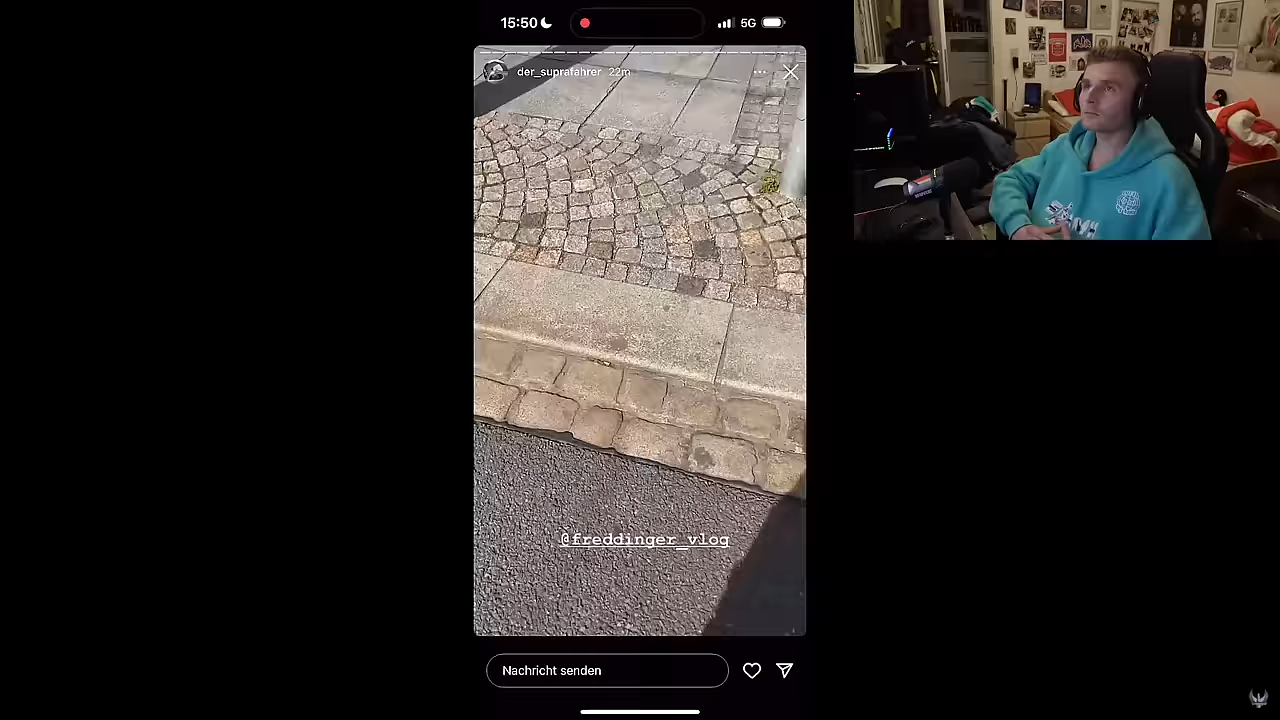 15:50
5G
der_suprafahrer 22m
@freddinger_vlog
Nachricht senden